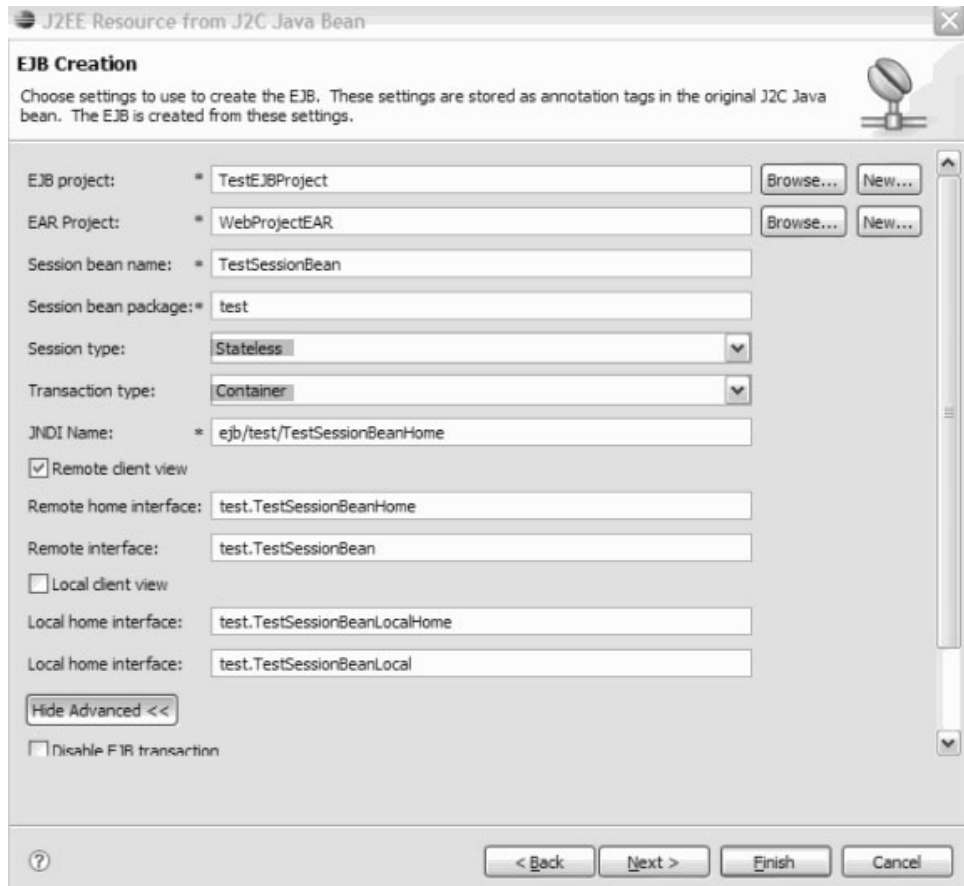 J2EE Resource from J2C Java Bean
EJB Creation
Choose settings to use to create the EJB. These settings are stored as annotation tags in the original J2C Java
bean. The EJB is created from these settings.
EJB project: * TestEJBProject Browse... New...
EAR Project: * WebProjectEAR Browse... New...
Session bean name: * TestSessionBean
Session bean package:* test
Session type: Stateless
Transaction type: Container
JNDI Name: * ejb/test/TestSessionBeanHome
Remote client view
Remote home interface: test.TestSessionBeanHome
Remote interface: test.TestSessionBean
Local client view
Local home interface: test.TestSessionBeanLocalHome
Local home interface: test.TestSessionBeanLocal
Hide Advanced <<
Disable EJB transaction
? < Back Next > Finish Cancel